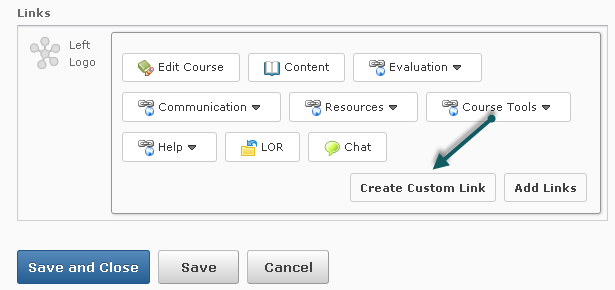 Links
Left
Logo
Edit Course
Content
Evaluation
Communication
Resources
Course Tools
Help
LOR
Chat
Create Custom Link
Add Links
Save and Close
Save
Cancel